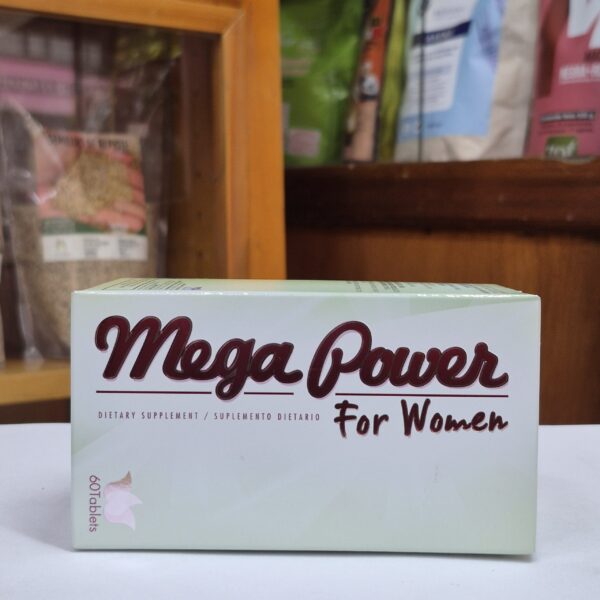 Mega Power
DIETARY SUPPLEMENT / SUPLEMENTO DIETARIO
For Women
60Tablets